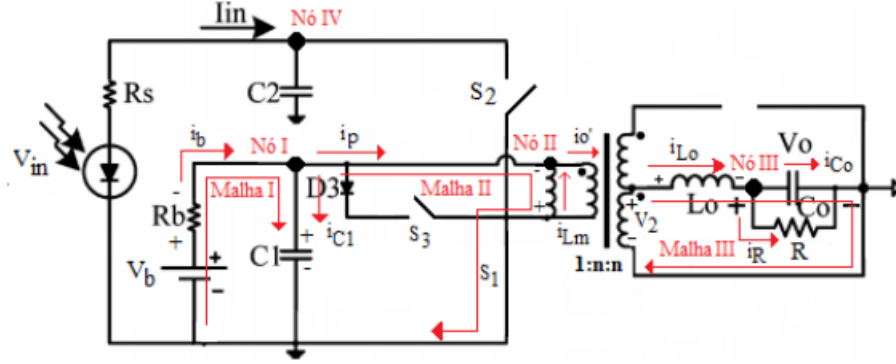 Iin
Nó IV
Rs
C2
S2
Vin
ib
Nó I
ip
Nó II
io'
iLo
Nó III
Vo
iCo
-
Malha I
D3
Malha II
-
+
+
-
Lo
Co
Rb
+
iC1
S3
iLm
+
V2
-
+
-
Vb
+
-
C1
+
-
S1
1:n:n
Malha III
iR
R